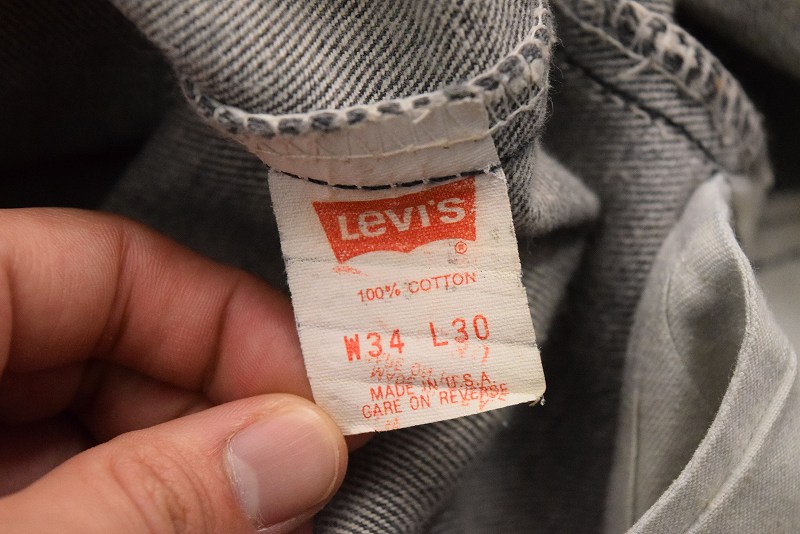 LEVI'S
®
100% COTTON
W34 L30
MADE IN U.S.A.
CARE ON REVERSE